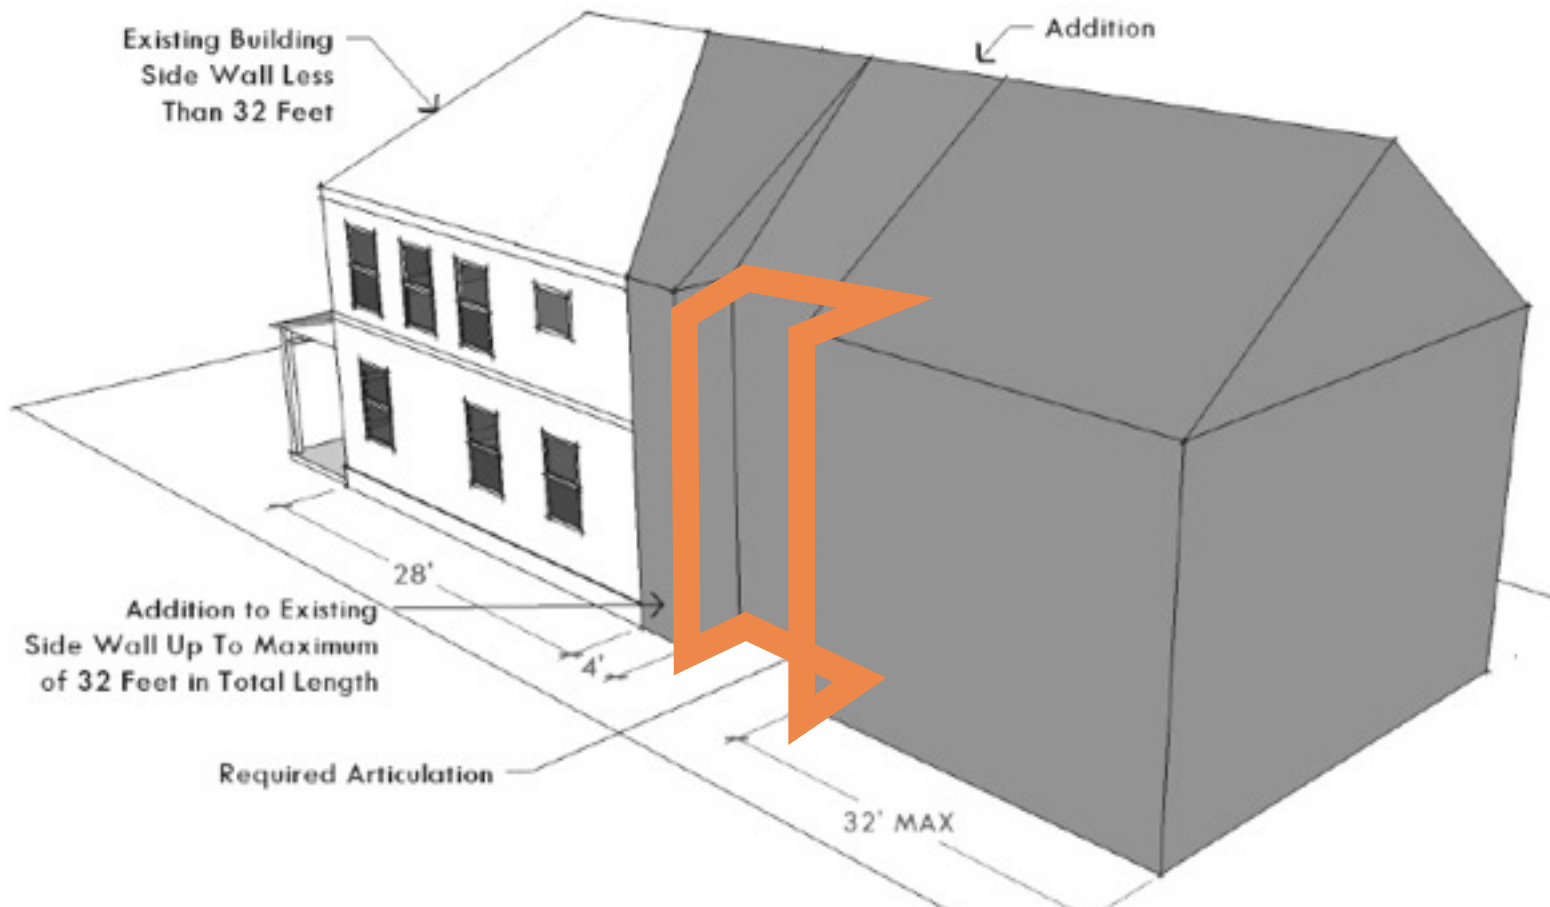 Existing Building
Side Wall Less
Than 32 Feet
Addition
28'
Addition to Existing
Side Wall Up To Maximum
of 32 Feet in Total Length
4'
Required Articulation
32' MAX